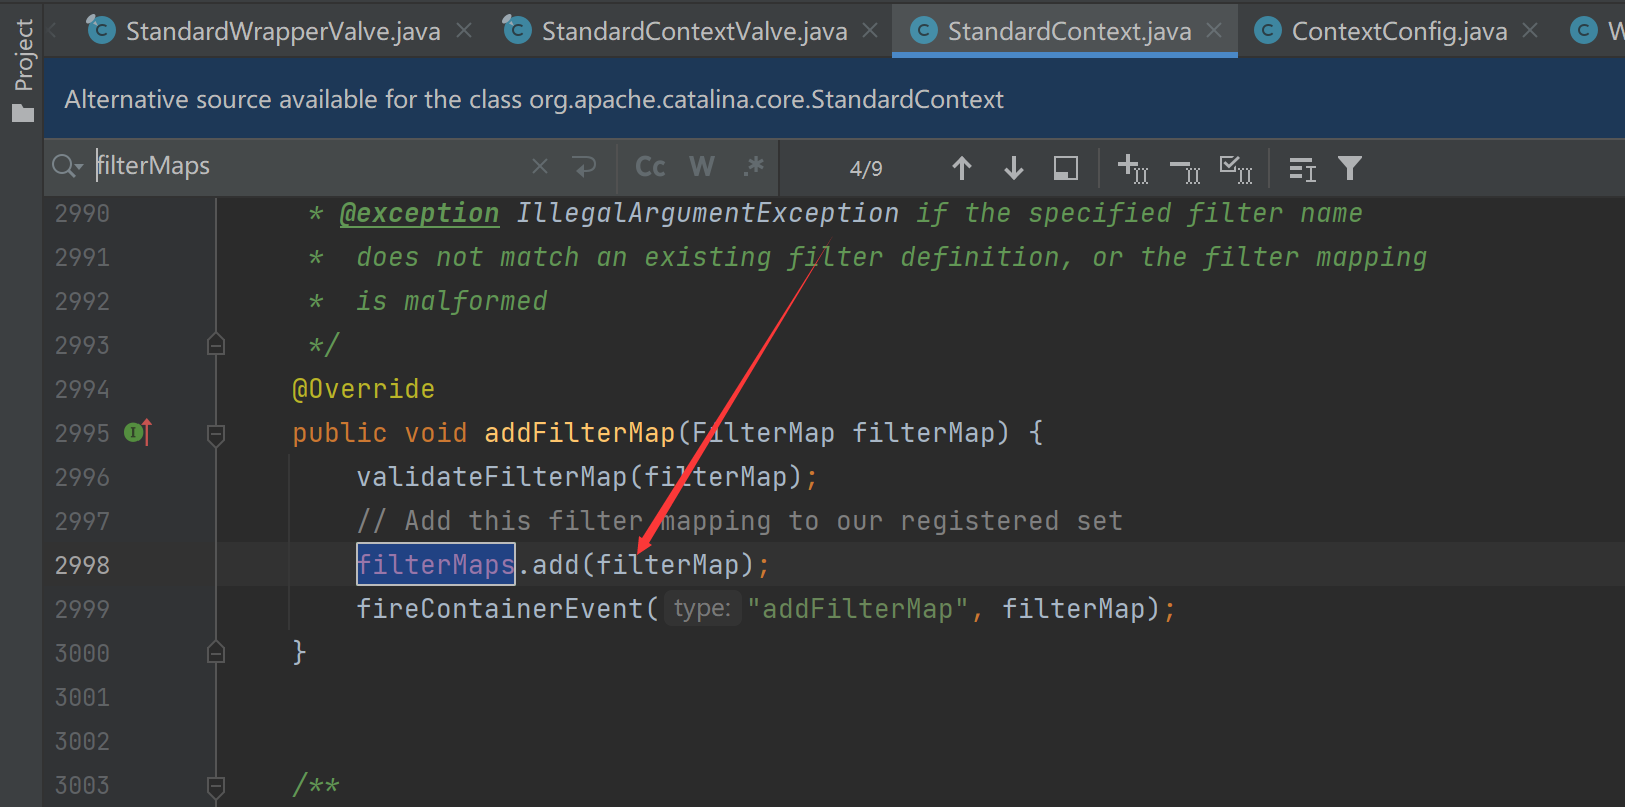 Project
StandardWrapperValve.java
StandardContextValve.java
StandardContext.java
ContextConfig.java
W
Alternative source available for the class org.apache.catalina.core.StandardContext
filterMaps
Cc W .*
4/9
2990 * @exception IllegalArgumentException if the specified filter name
2991 * does not match an existing filter definition, or the filter mapping
2992 * is malformed
2993 */
2994 @Override
2995 public void addFilterMap(FilterMap filterMap) {
2996 validateFilterMap(filterMap);
2997 // Add this filter mapping to our registered set
2998 filterMaps.add(filterMap);
2999 fireContainerEvent( type: "addFilterMap", filterMap);
3000 }
3001
3002
3003 /**